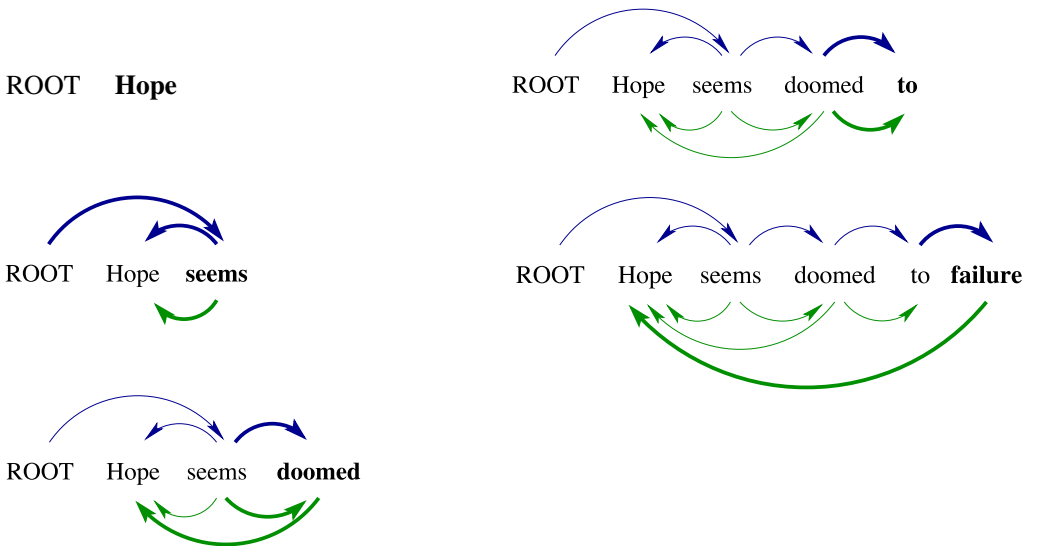 ROOT Hope
ROOT Hope seems
ROOT Hope seems doomed
ROOT Hope seems doomed to
ROOT Hope seems doomed to failure